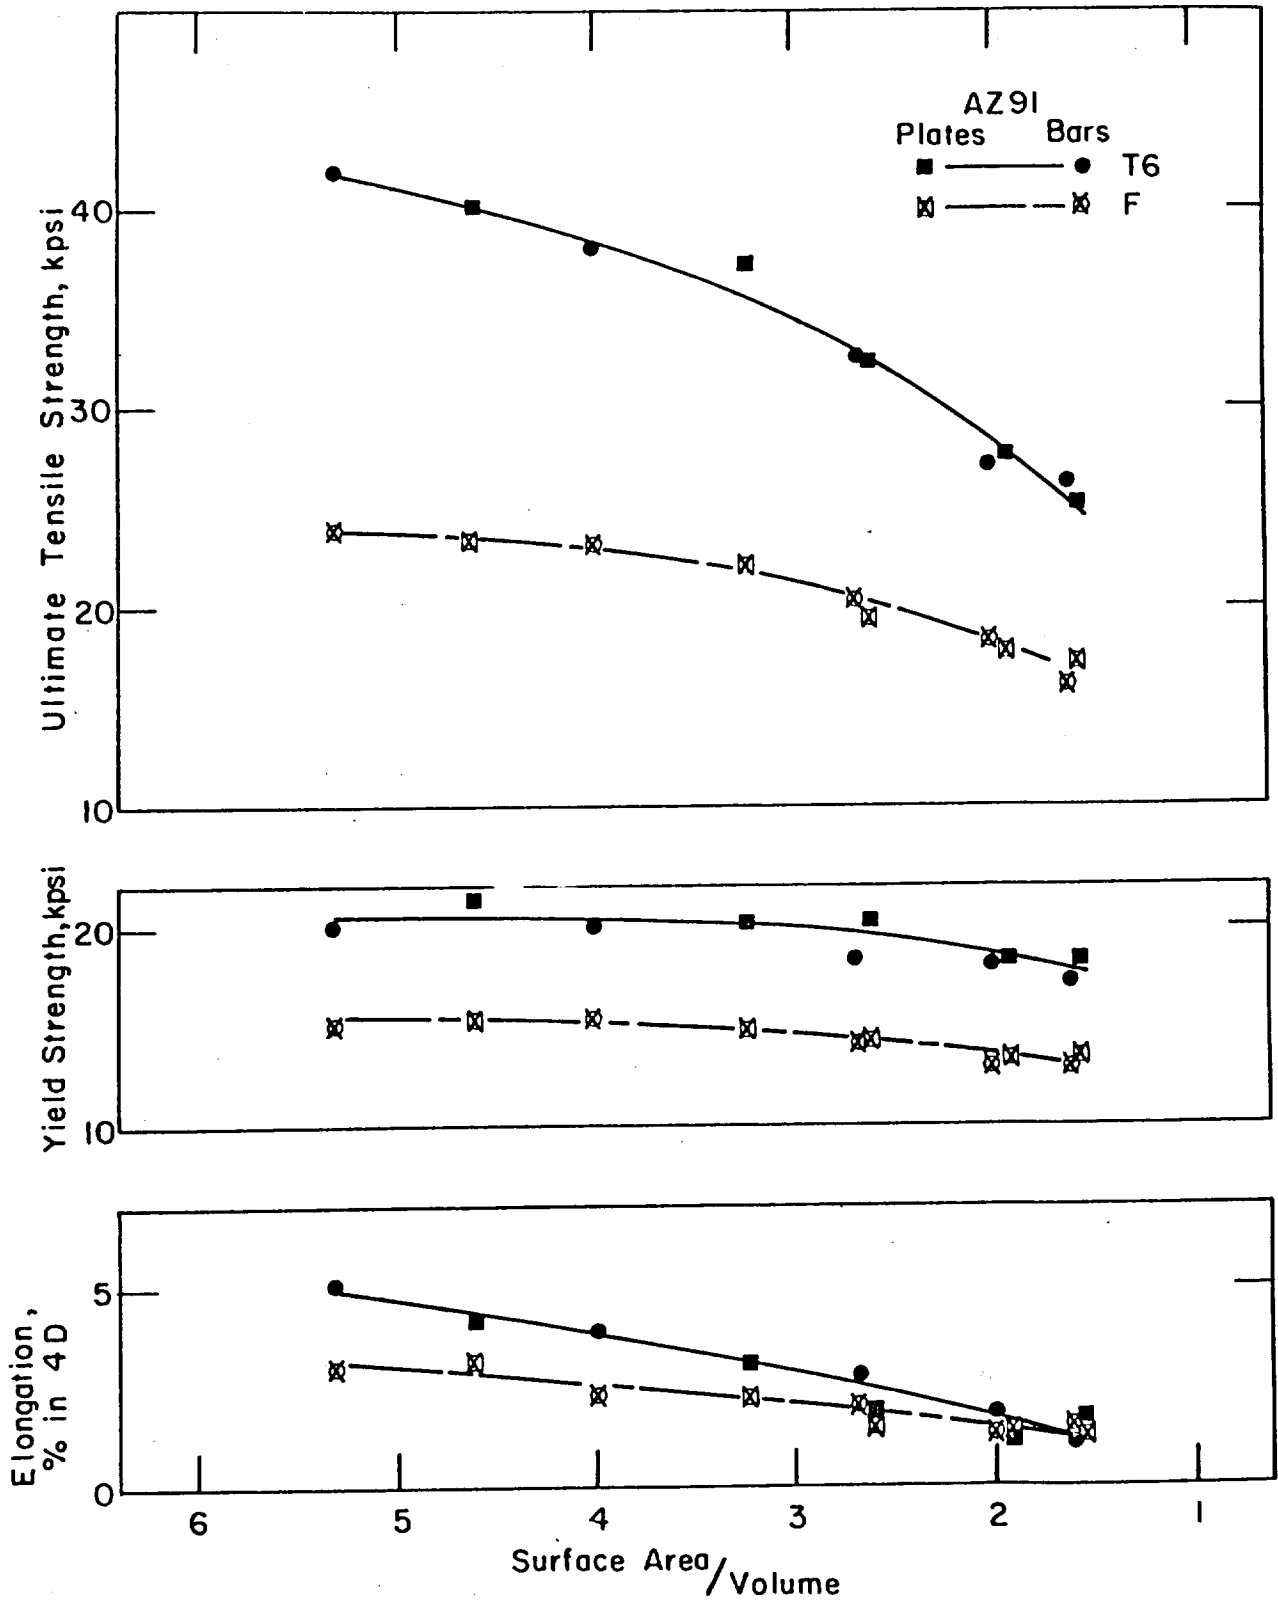 AZ91
Plates Bars
T6
F
Ultimate Tensile Strength, kpsi
40
30
20
10
Yield Strength, kpsi
20
10
Elongation,
% in 4D
5
0
6 5 4 3 2 1
Surface Area/Volume